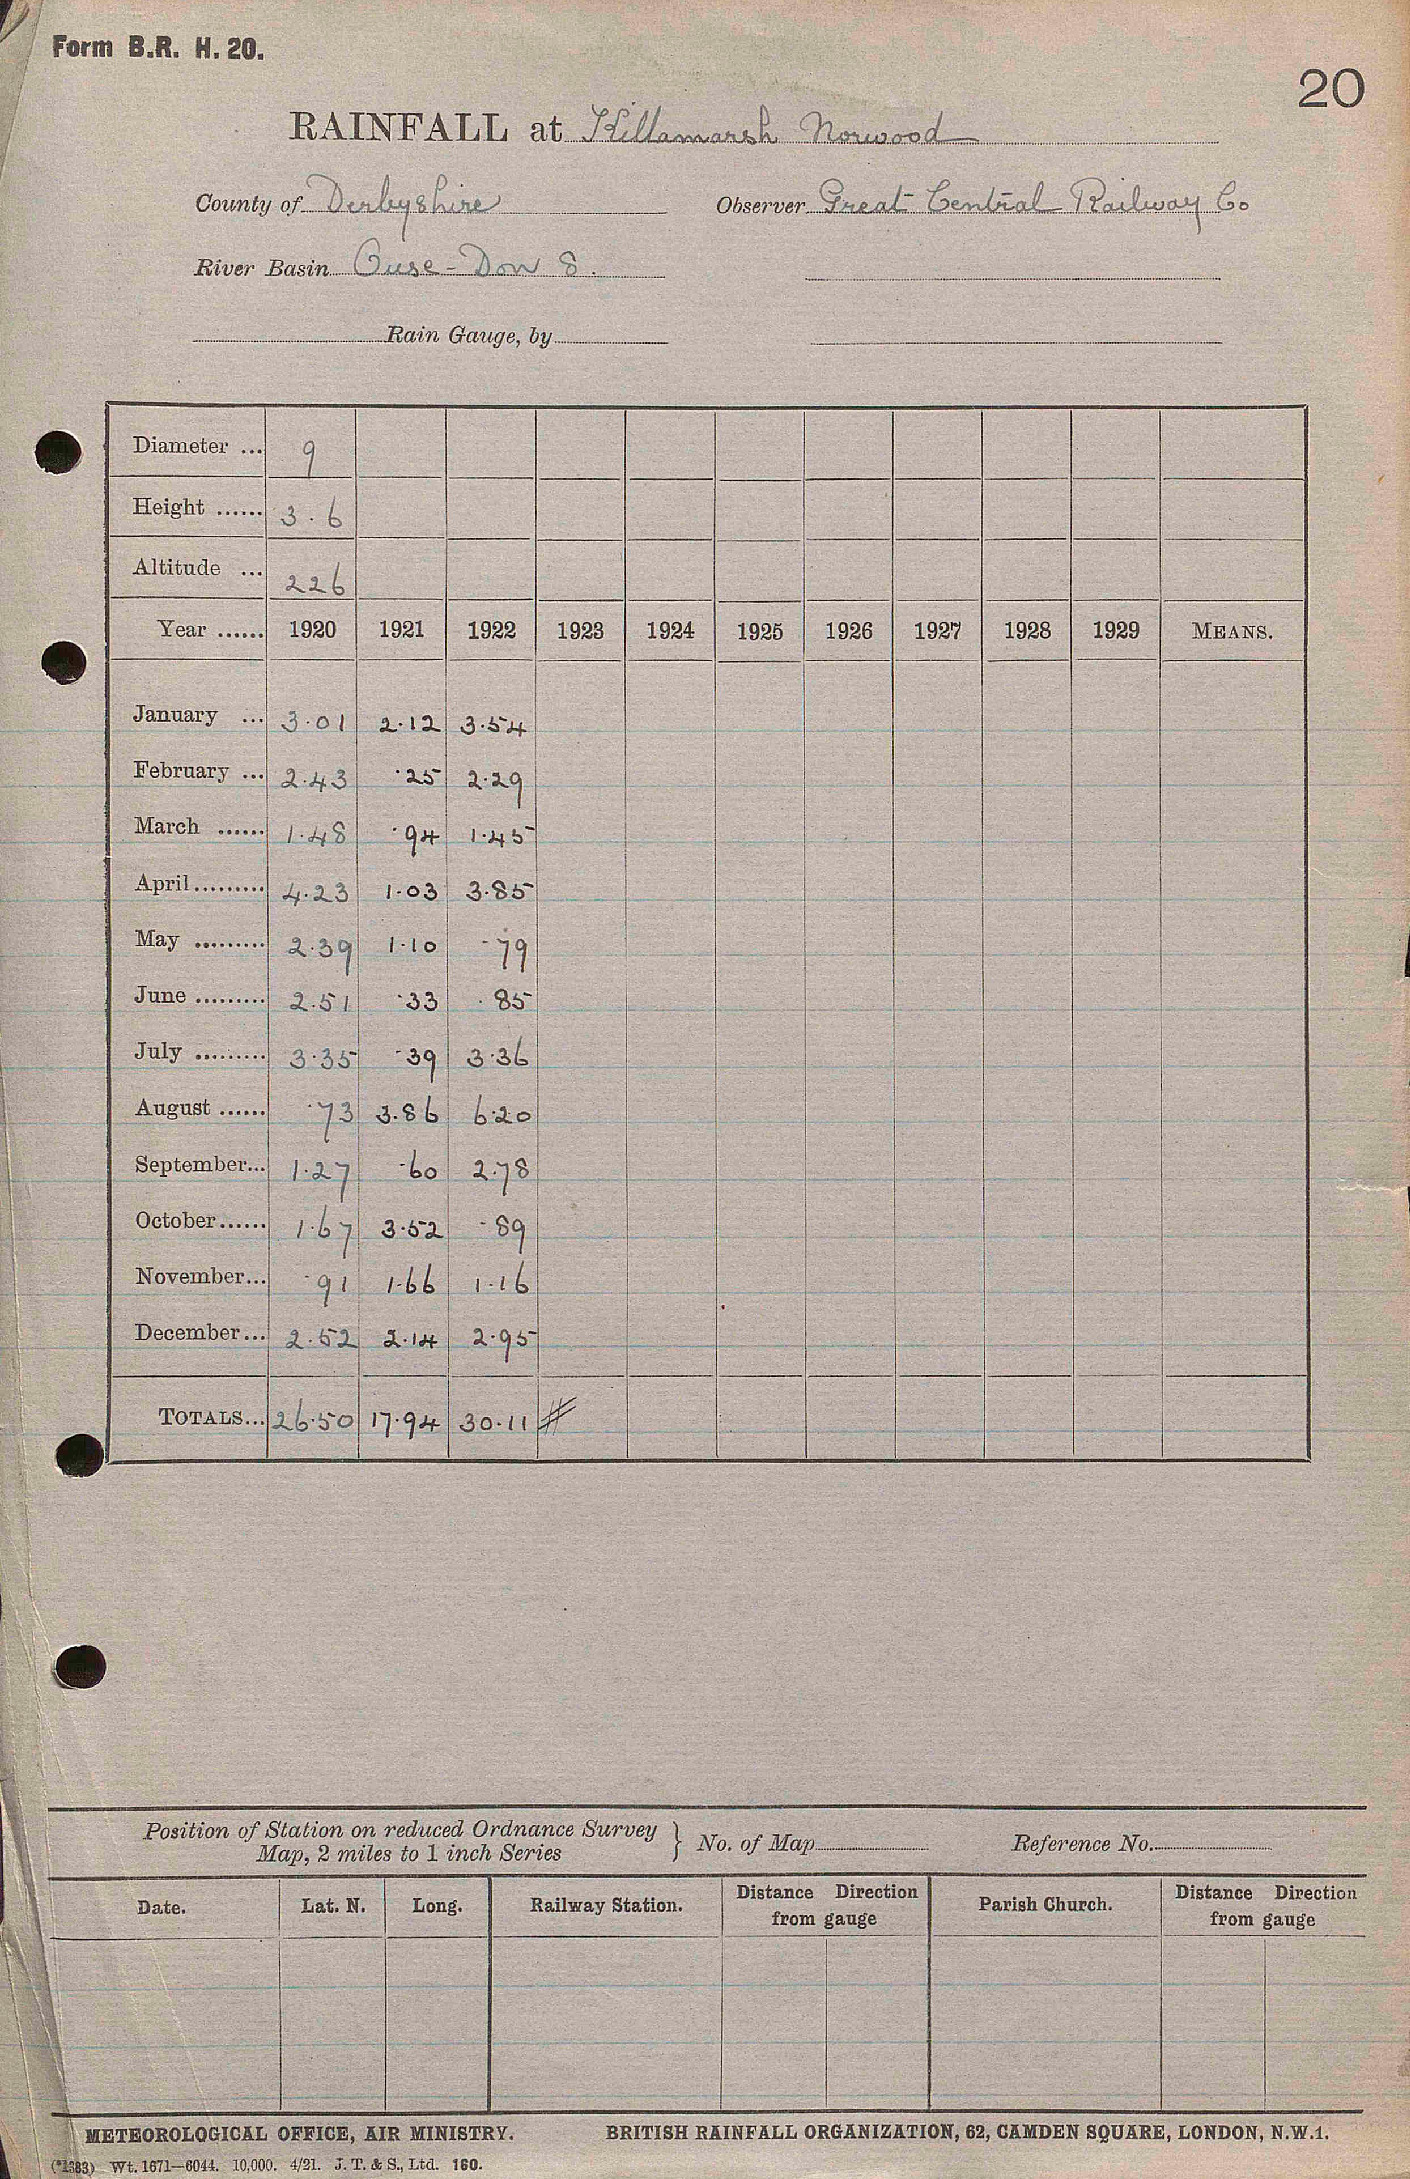 Form B.R. H. 20.
20
RAINFALL at Killamarsh Norwood
County of Derbyshire Observer Great Central Railway Co
River Basin Ouse - Don 8.
Rain Gauge, by
Diameter ... 9
Height ...... 3.6
Altitude ... 226
Year ...... 1920 1921 1922 1923 1924 1925 1926 1927 1928 1929 MEANS.
January ... 3.01 2.12 3.54
February ... 2.43 .25 2.29
March ...... 1.48 .94 1.45
April......... 4.23 1.03 3.85
May ......... 2.39 1.10 .79
June ......... 2.51 .33 .85
July ......... 3.35 .39 3.36
August ...... .73 3.86 6.20
September... 1.27 .60 2.78
October...... 1.67 3.52 .89
November... .91 1.66 1.16
December... 2.52 2.14 2.95
TOTALS... 26.50 17.94 30.11 #
Position of Station on reduced Ordnance Survey } No. of Map Reference No.
Map, 2 miles to 1 inch Series
Date. Lat. N. Long. Railway Station. Distance Direction from gauge Parish Church. Distance Direction from gauge
METEOROLOGICAL OFFICE, AIR MINISTRY. BRITISH RAINFALL ORGANIZATION, 62, CAMDEN SQUARE, LONDON, N.W.1.
(*1383) Wt. 1671—6044. 10,000. 4/21. J. T. & S., Ltd. 160.